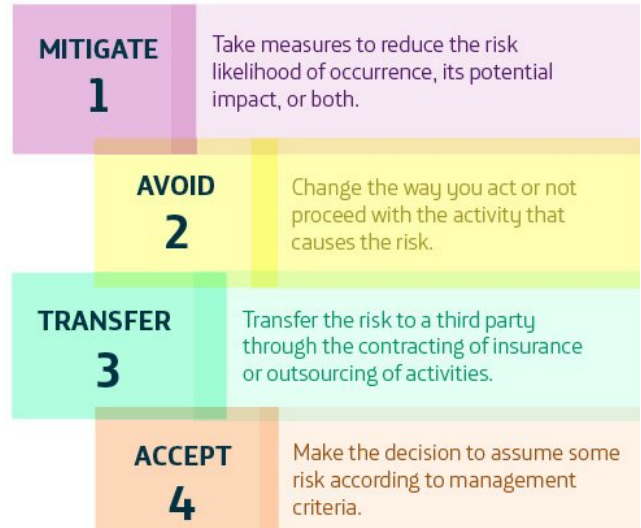 MITIGATE
1
Take measures to reduce the risk
likelihood of occurrence, its potential
impact, or both.
AVOID
2
Change the way you act or not
proceed with the activity that
causes the risk.
TRANSFER
3
Transfer the risk to a third party
through the contracting of insurance
or outsourcing of activities.
ACCEPT
4
Make the decision to assume some
risk according to management
criteria.